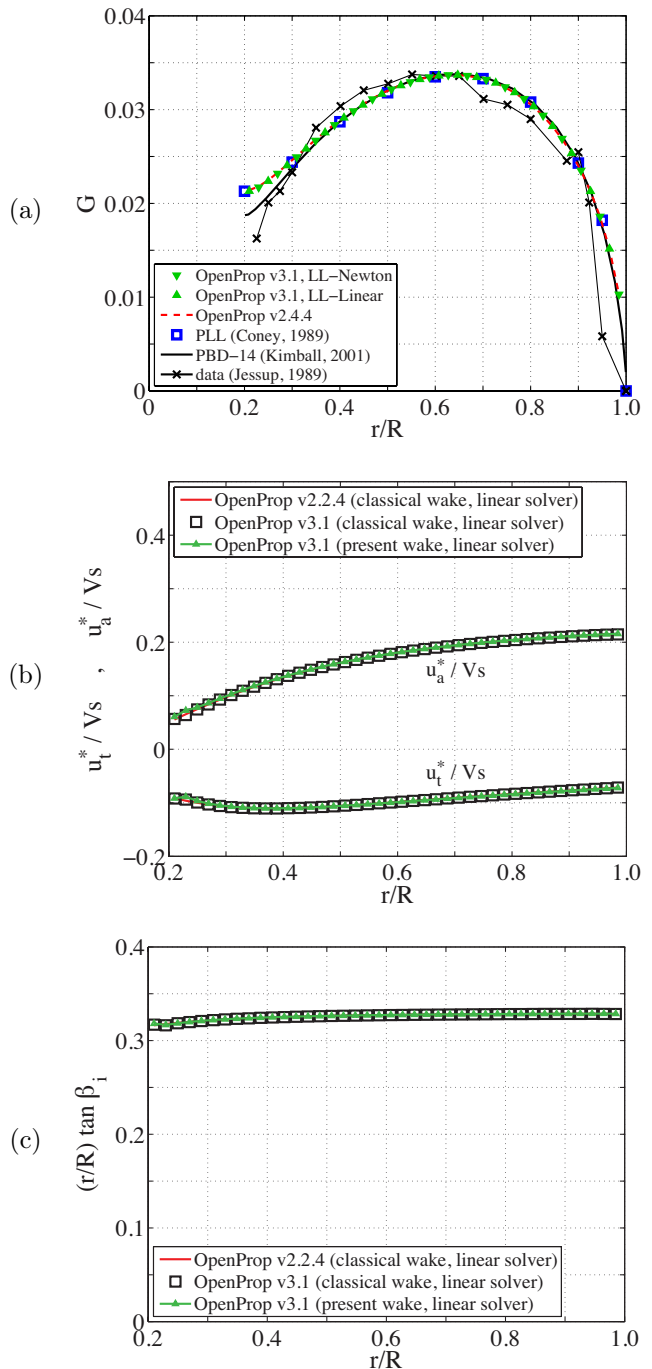 (a)
G
0.04
0.03
0.02
0.01
0
OpenProp v3.1, LL−Newton
OpenProp v3.1, LL−Linear
OpenProp v2.4.4
PLL (Coney, 1989)
PBD−14 (Kimball, 2001)
data (Jessup, 1989)
0 0.2 0.4 0.6 0.8 1.0
r/R
(b)
u*t / Vs , u*a / Vs
OpenProp v2.2.4 (classical wake, linear solver)
OpenProp v3.1 (classical wake, linear solver)
OpenProp v3.1 (present wake, linear solver)
0.4
0.2
u*a / Vs
0
u*t / Vs
−0.2
0.2 0.4 0.6 0.8 1.0
r/R
(c)
(r/R) tan βi
0.4
0.3
0.2
0.1
0
OpenProp v2.2.4 (classical wake, linear solver)
OpenProp v3.1 (classical wake, linear solver)
OpenProp v3.1 (present wake, linear solver)
0.2 0.4 0.6 0.8 1.0
r/R